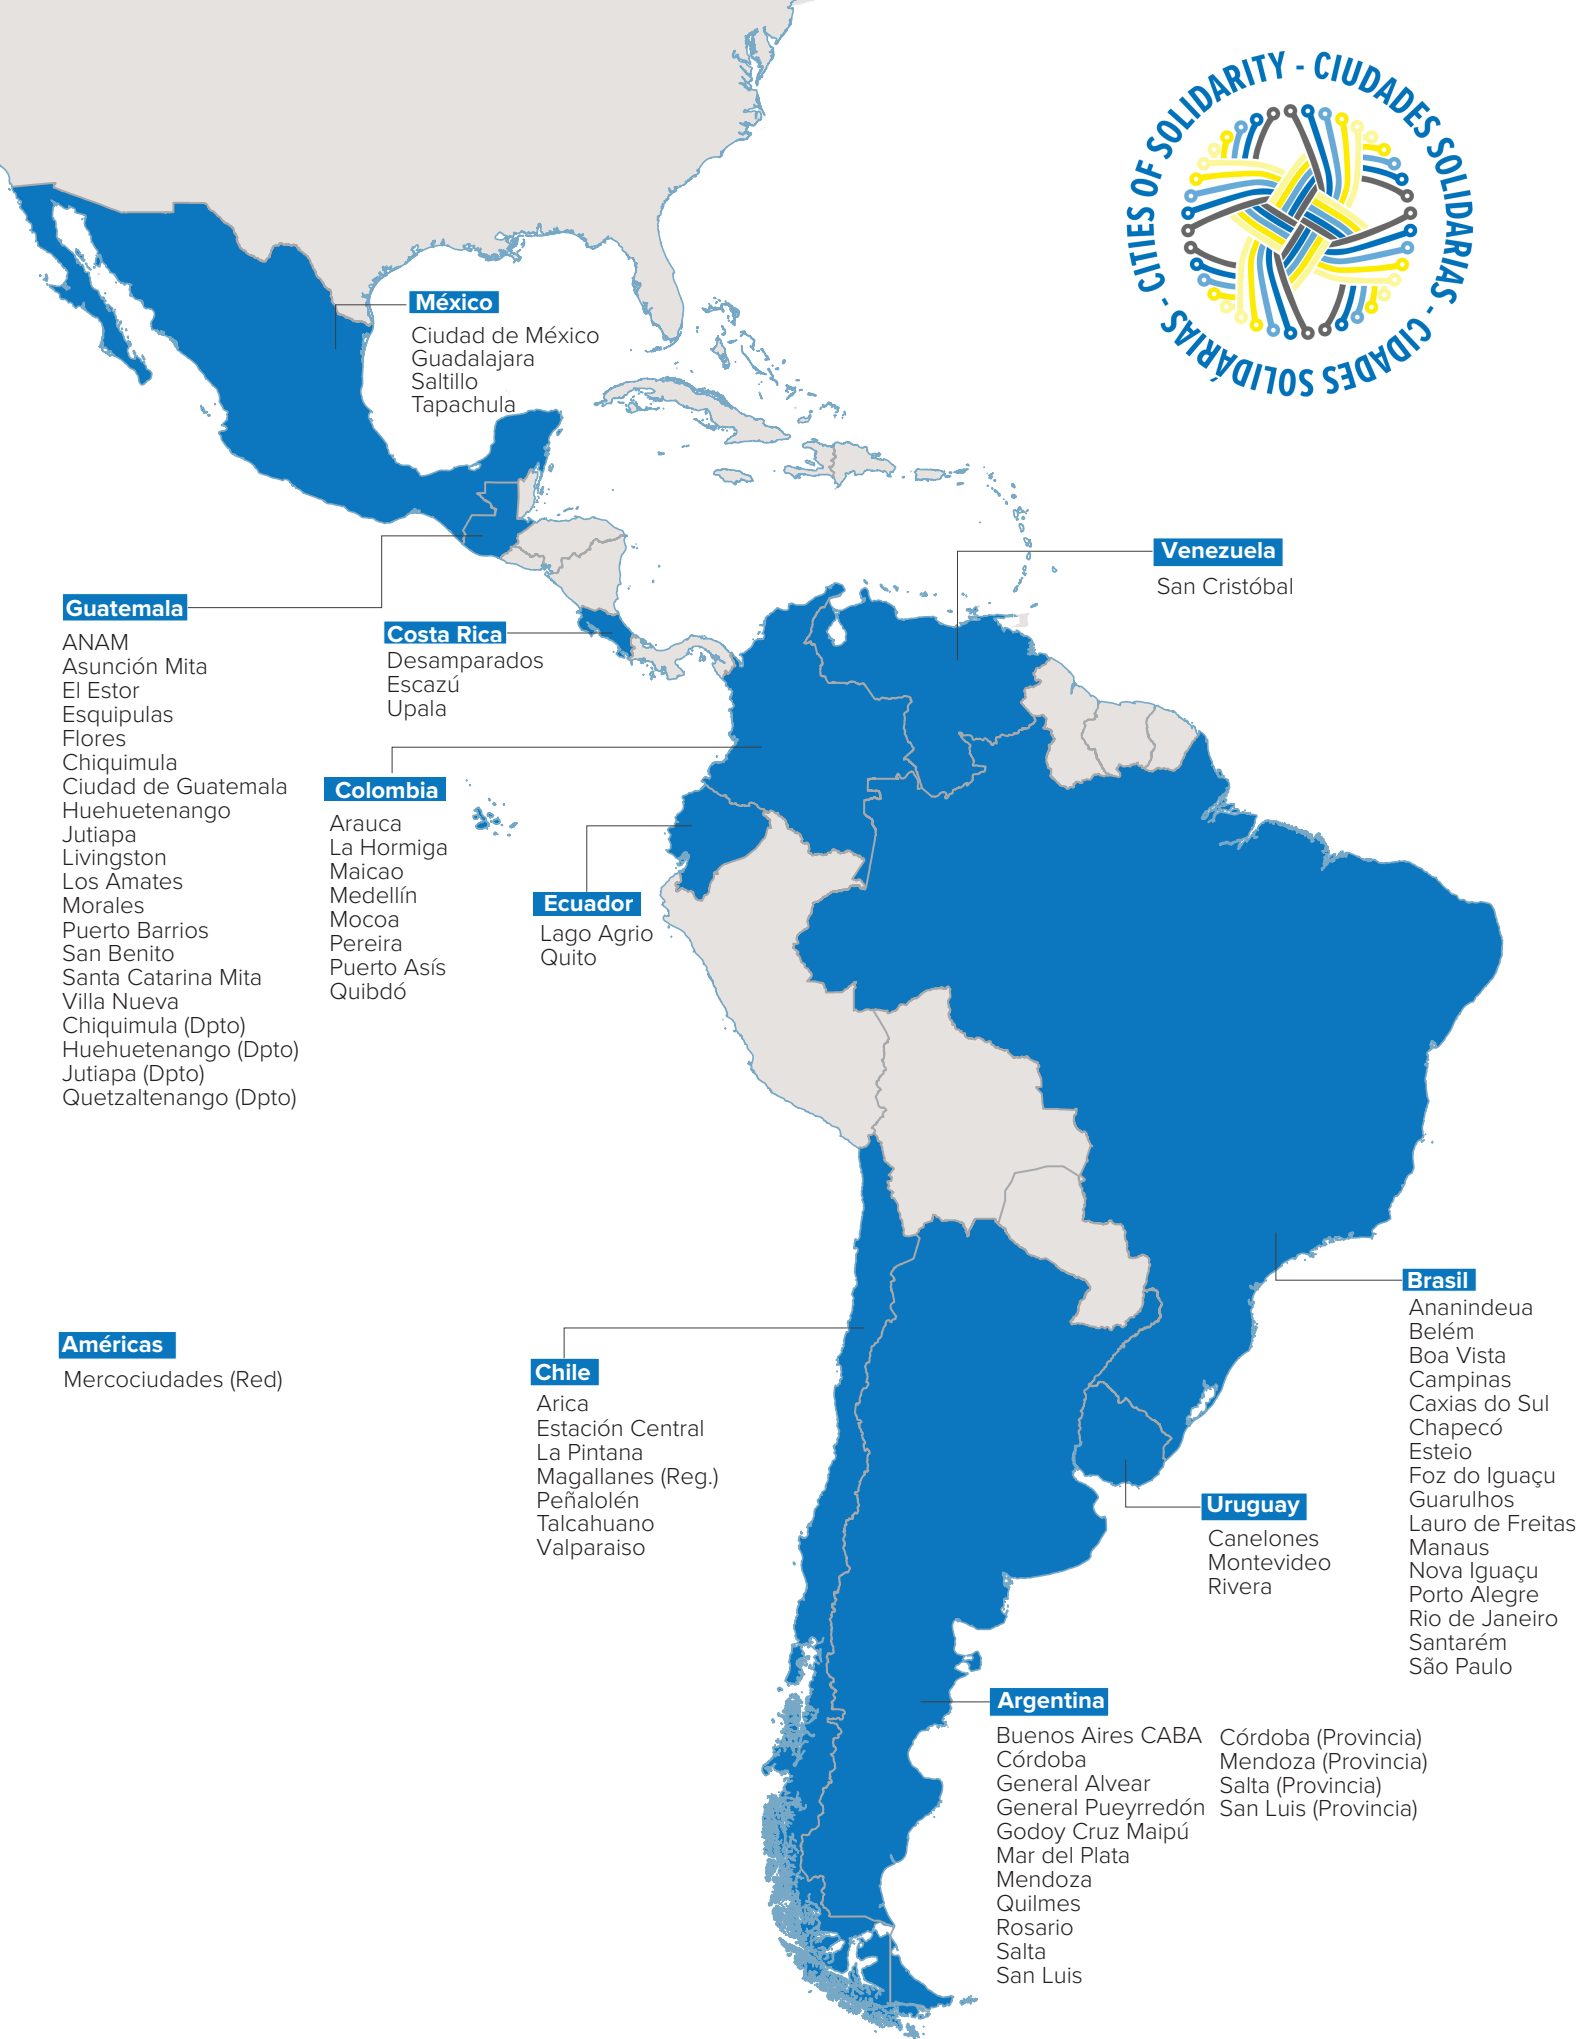 CITIES OF SOLIDARITY - CIUDADES SOLIDARIAS - CIDADES SOLIDÁRIAS -
México
Ciudad de México
Guadalajara
Saltillo
Tapachula
Venezuela
San Cristóbal
Guatemala
ANAM
Asunción Mita
El Estor
Esquipulas
Flores
Chiquimula
Ciudad de Guatemala
Huehuetenango
Jutiapa
Livingston
Los Amates
Morales
Puerto Barrios
San Benito
Santa Catarina Mita
Villa Nueva
Chiquimula (Dpto)
Huehuetenango (Dpto)
Jutiapa (Dpto)
Quetzaltenango (Dpto)
Costa Rica
Desamparados
Escazú
Upala
Colombia
Arauca
La Hormiga
Maicao
Medellín
Mocoa
Pereira
Puerto Asís
Quibdó
Ecuador
Lago Agrio
Quito
Brasil
Ananindeua
Belém
Boa Vista
Campinas
Caxias do Sul
Chapecó
Esteio
Foz do Iguaçu
Guarulhos
Lauro de Freitas
Manaus
Nova Iguaçu
Porto Alegre
Rio de Janeiro
Santarém
São Paulo
Américas
Mercociudades (Red)
Chile
Arica
Estación Central
La Pintana
Magallanes (Reg.)
Peñalolén
Talcahuano
Valparaiso
Uruguay
Canelones
Montevideo
Rivera
Argentina
Buenos Aires CABA
Córdoba
General Alvear
General Pueyrredón
Godoy Cruz Maipú
Mar del Plata
Mendoza
Quilmes
Rosario
Salta
San Luis
Córdoba (Provincia)
Mendoza (Provincia)
Salta (Provincia)
San Luis (Provincia)